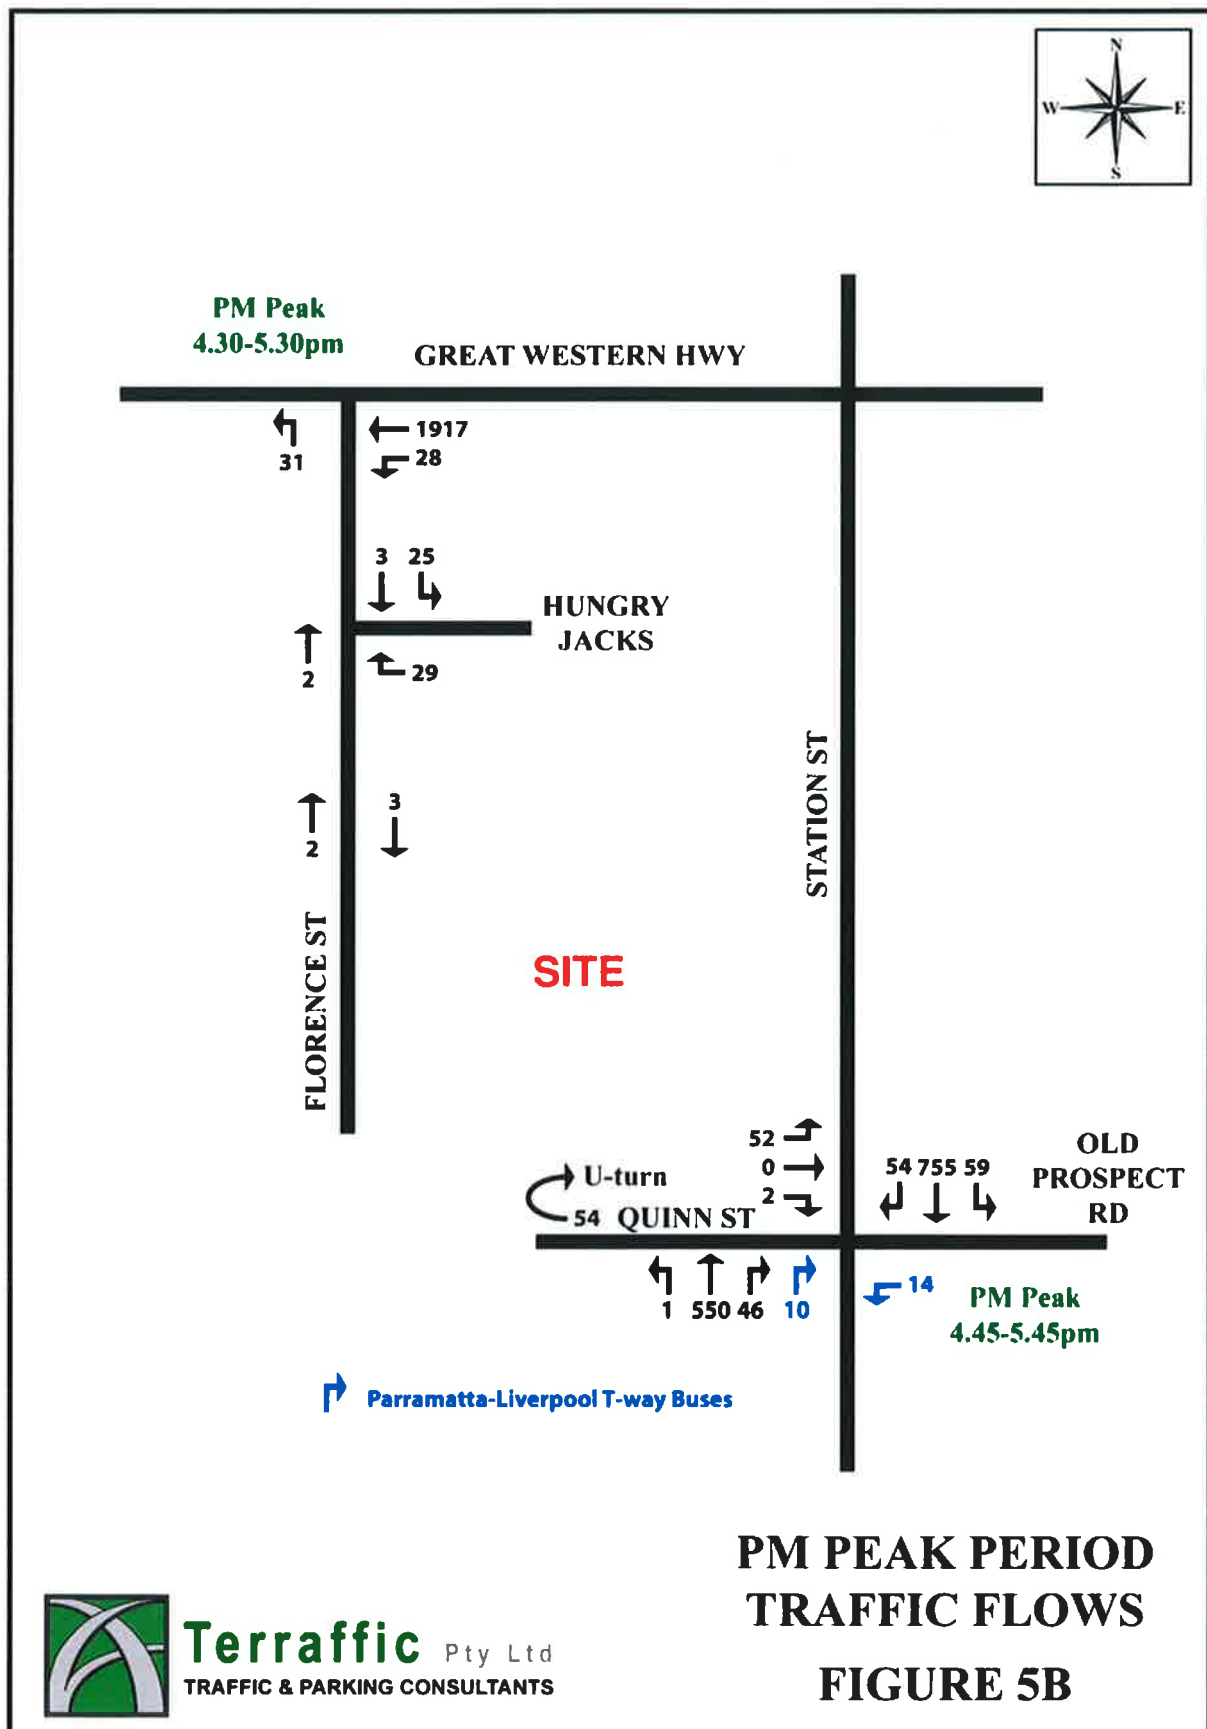 N
W E
S
PM Peak
4.30-5.30pm
GREAT WESTERN HWY
1917
31
28
3 25
HUNGRY
JACKS
2
29
STATION ST
3
2
FLORENCE ST
SITE
52
0
2
54 755 59
OLD
PROSPECT
RD
U-turn
54 QUINN ST
1 550 46 10
14
PM Peak
4.45-5.45pm
Parramatta-Liverpool T-way Buses
PM PEAK PERIOD
TRAFFIC FLOWS
FIGURE 5B
Terraffic Pty Ltd
TRAFFIC & PARKING CONSULTANTS